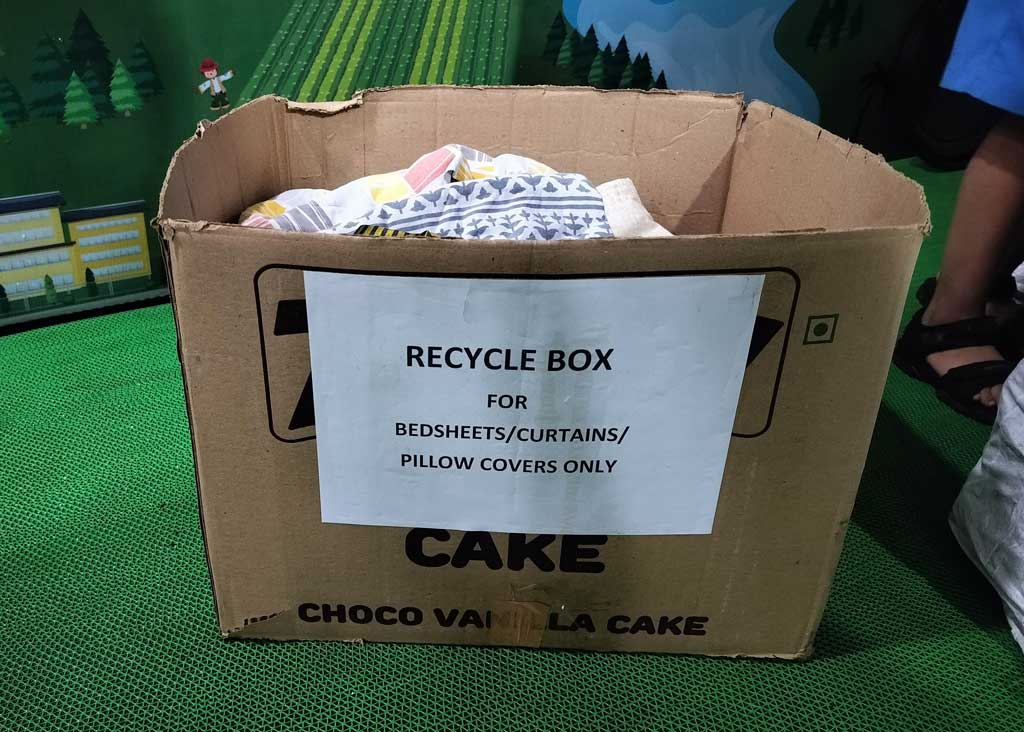 RECYCLE BOX
FOR
BEDSHEETS/CURTAINS/
PILLOW COVERS ONLY
CAKE
CHOCO VANILLA CAKE